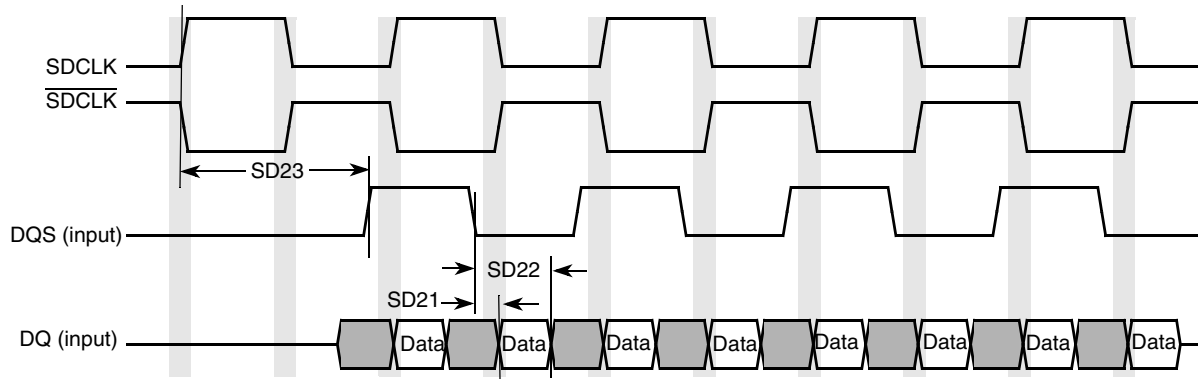 SDCLK
SDCLK
SD23
DQS (input)
SD22
SD21
DQ (input)
Data Data Data Data Data Data Data Data